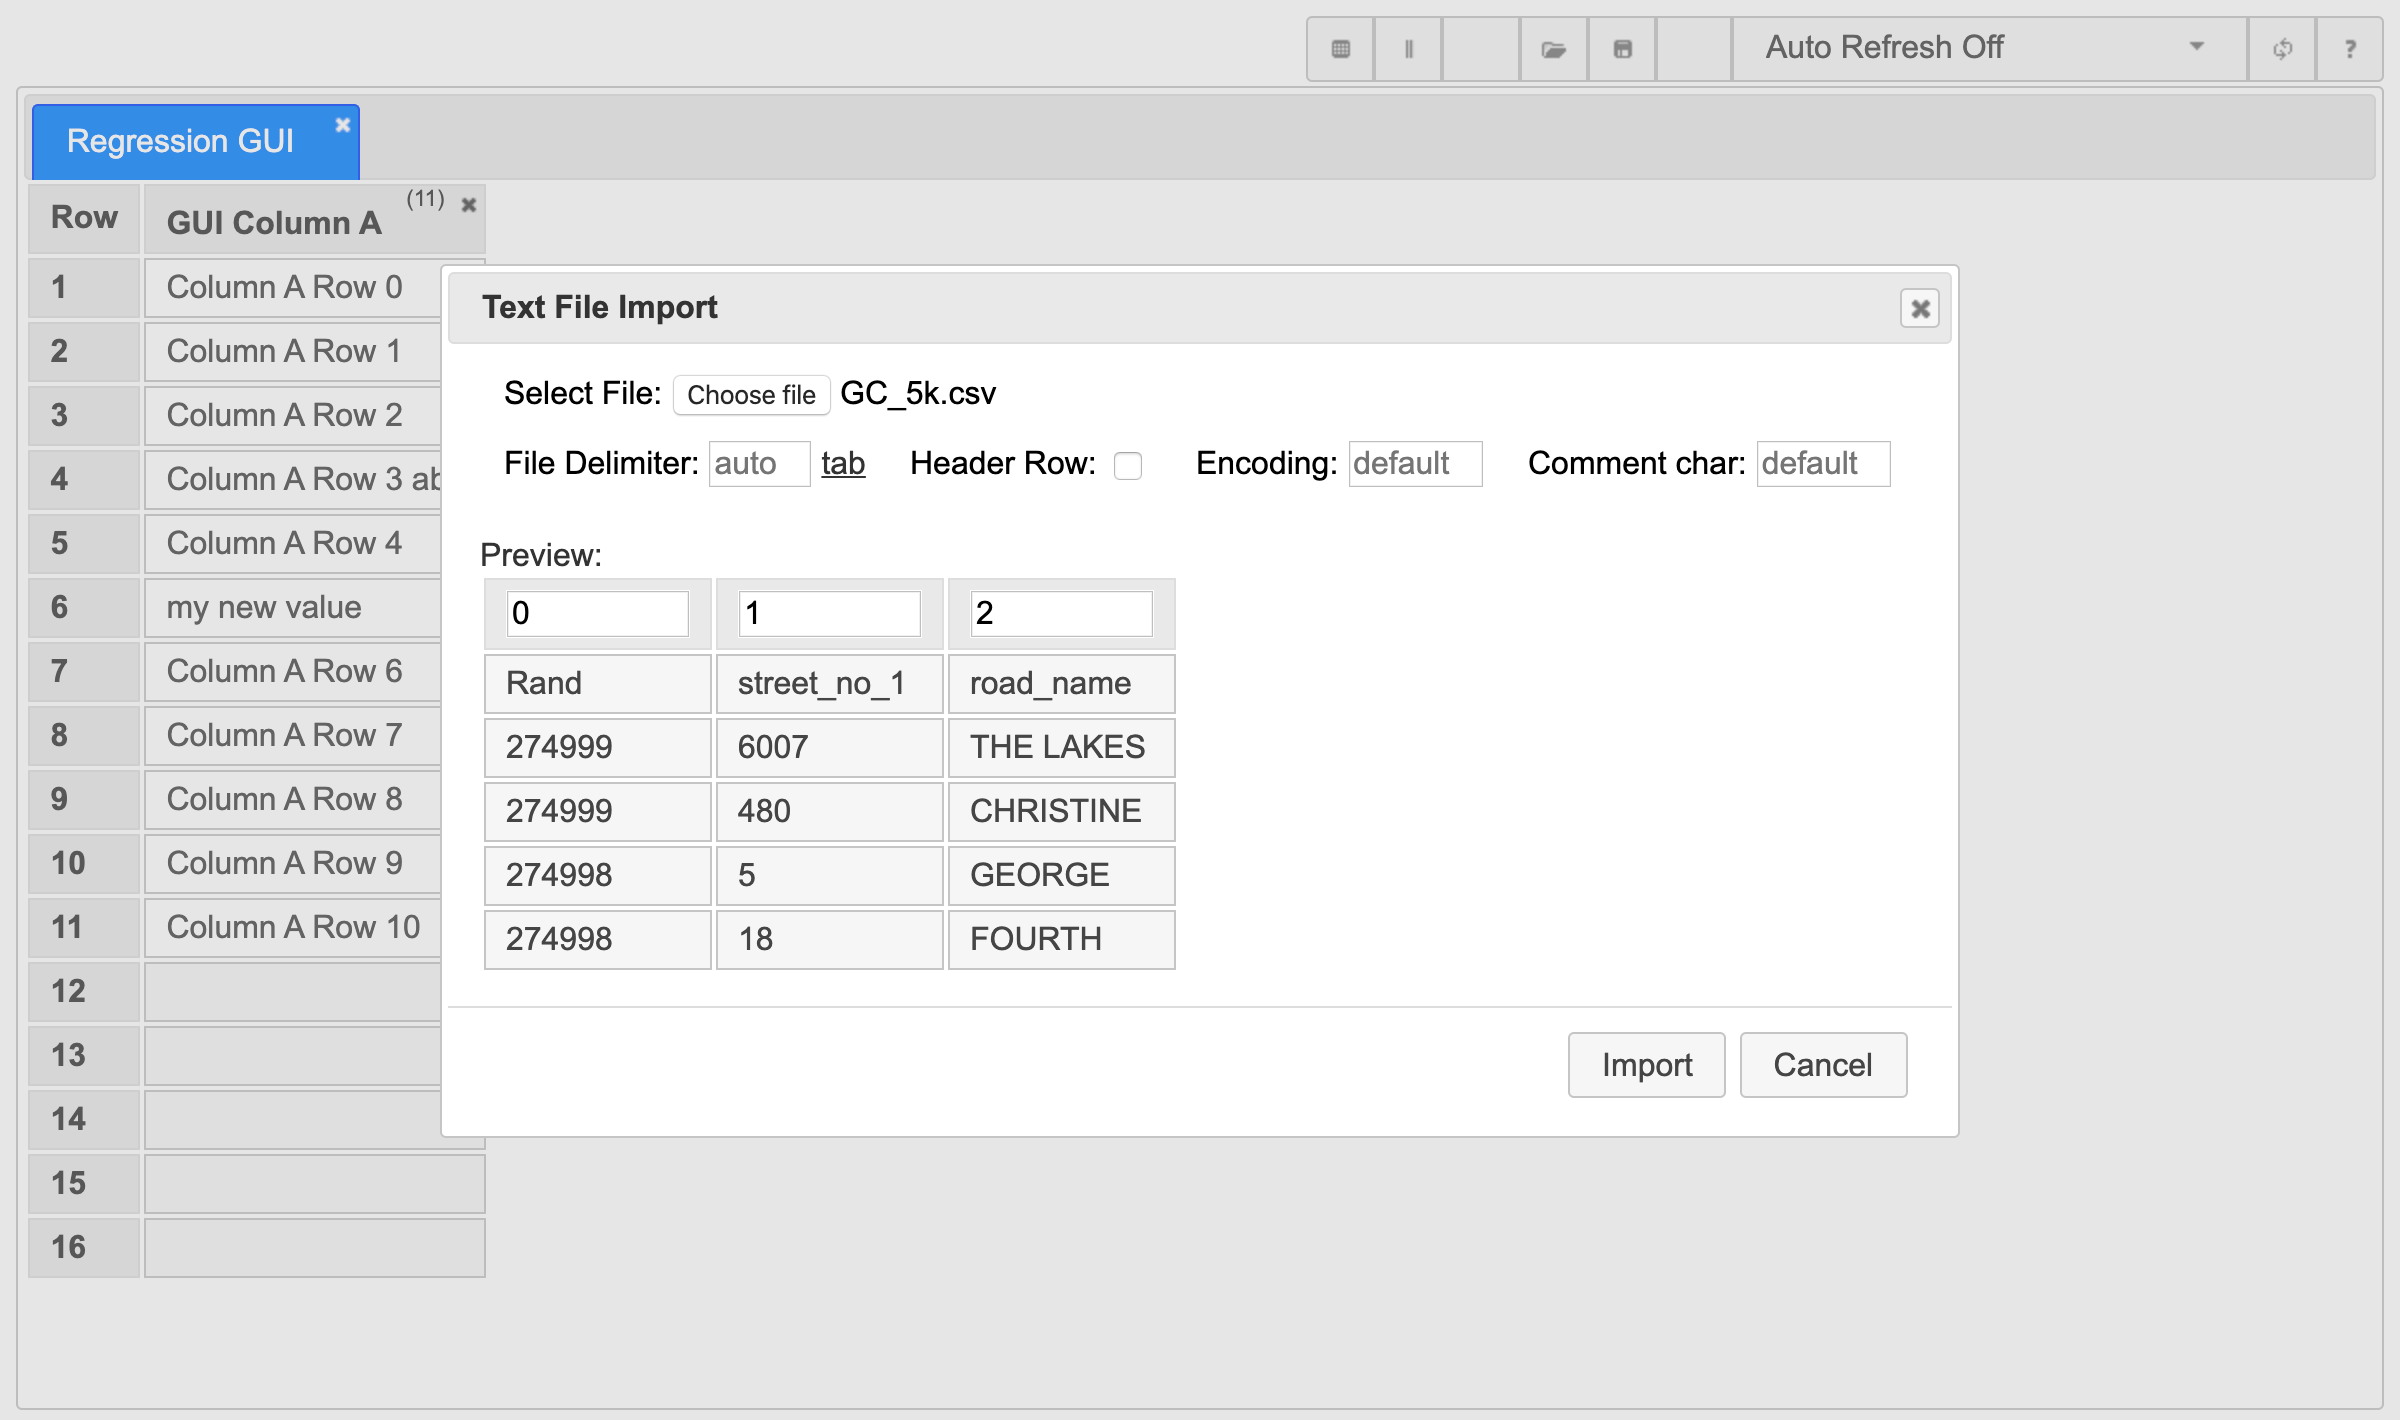 Auto Refresh Off
?
Regression GUI
Row GUI Column A (11)
1 Column A Row 0
2 Column A Row 1
3 Column A Row 2
4 Column A Row 3
5 Column A Row 4
6 my new value
7 Column A Row 6
8 Column A Row 7
9 Column A Row 8
10 Column A Row 9
11 Column A Row 10
12
13
14
15
16
Text File Import
Select File: Choose file GC_5k.csv
File Delimiter: auto tab Header Row: Encoding: default Comment char: default
Preview:
0 1 2
Rand street_no_1 road_name
274999 6007 THE LAKES
274999 480 CHRISTINE
274998 5 GEORGE
274998 18 FOURTH
Import Cancel